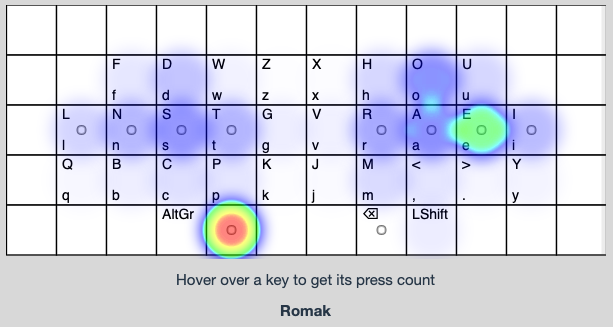 F D W Z X H O U
f d w z x h o u
L N S T G V R A E I
l n s t g v r a e i
Q B C P K J M < > Y
q b c p k j m , . y
AltGr ⌫ LShift
Hover over a key to get its press count
Romak